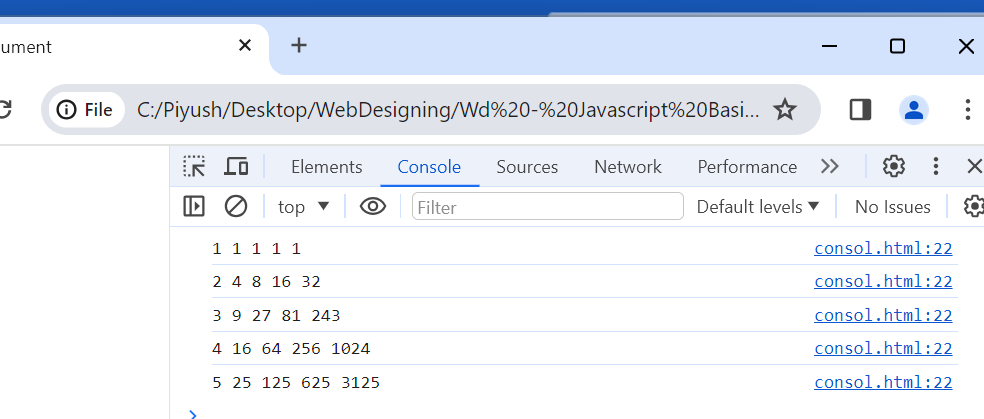 ument
File C:/Piyush/Desktop/WebDesigning/Wd%20-%20Javascript%20Basi...
Elements Console Sources Network Performance
top Filter Default levels No Issues
1 1 1 1 1 consol.html:22
2 4 8 16 32 consol.html:22
3 9 27 81 243 consol.html:22
4 16 64 256 1024 consol.html:22
5 25 125 625 3125 consol.html:22